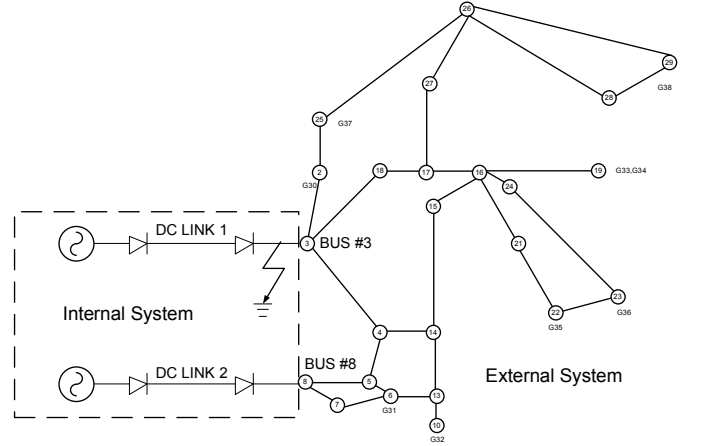 26
29
27
28
G38
25
G37
2
G30
18
17
16
19
G33,G34
24
15
DC LINK 1
3
BUS #3
21
Internal System
22
23
G35
G36
4
14
BUS #8
DC LINK 2
8
5
External System
7
6
13
G31
10
G32